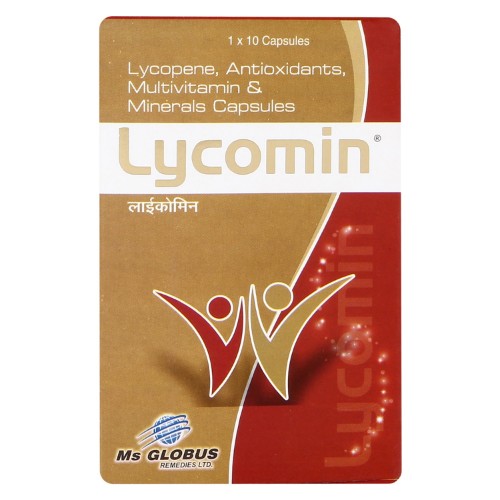 1 x 10 Capsules
Lycopene, Antioxidants,
Multivitamin &
Minerals Capsules
Lycomin®
लाईकोमिन
Lycomin
Ms GLOBUS
REMEDIES LTD.